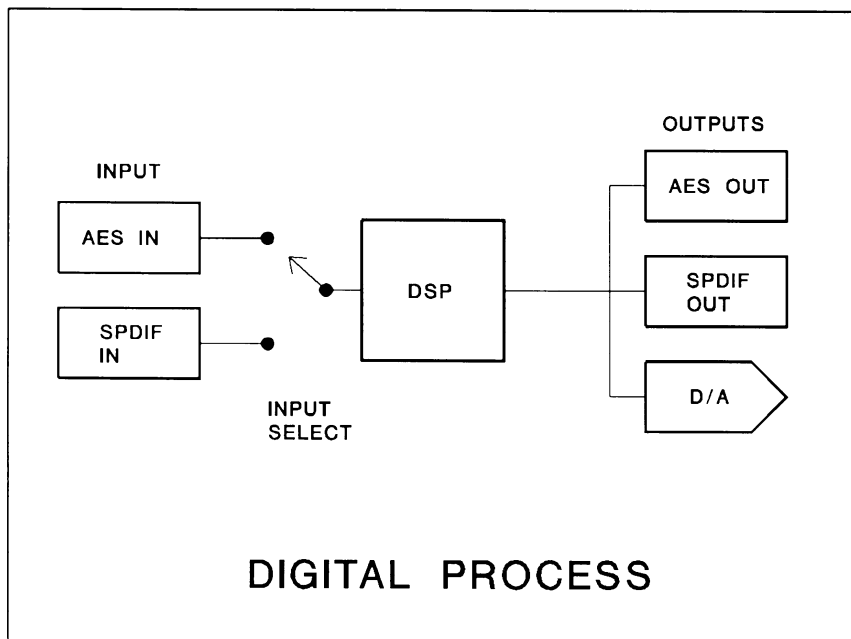 INPUT
AES IN
SPDIF
IN
INPUT
SELECT
DSP
OUTPUTS
AES OUT
SPDIF
OUT
D/A
DIGITAL PROCESS